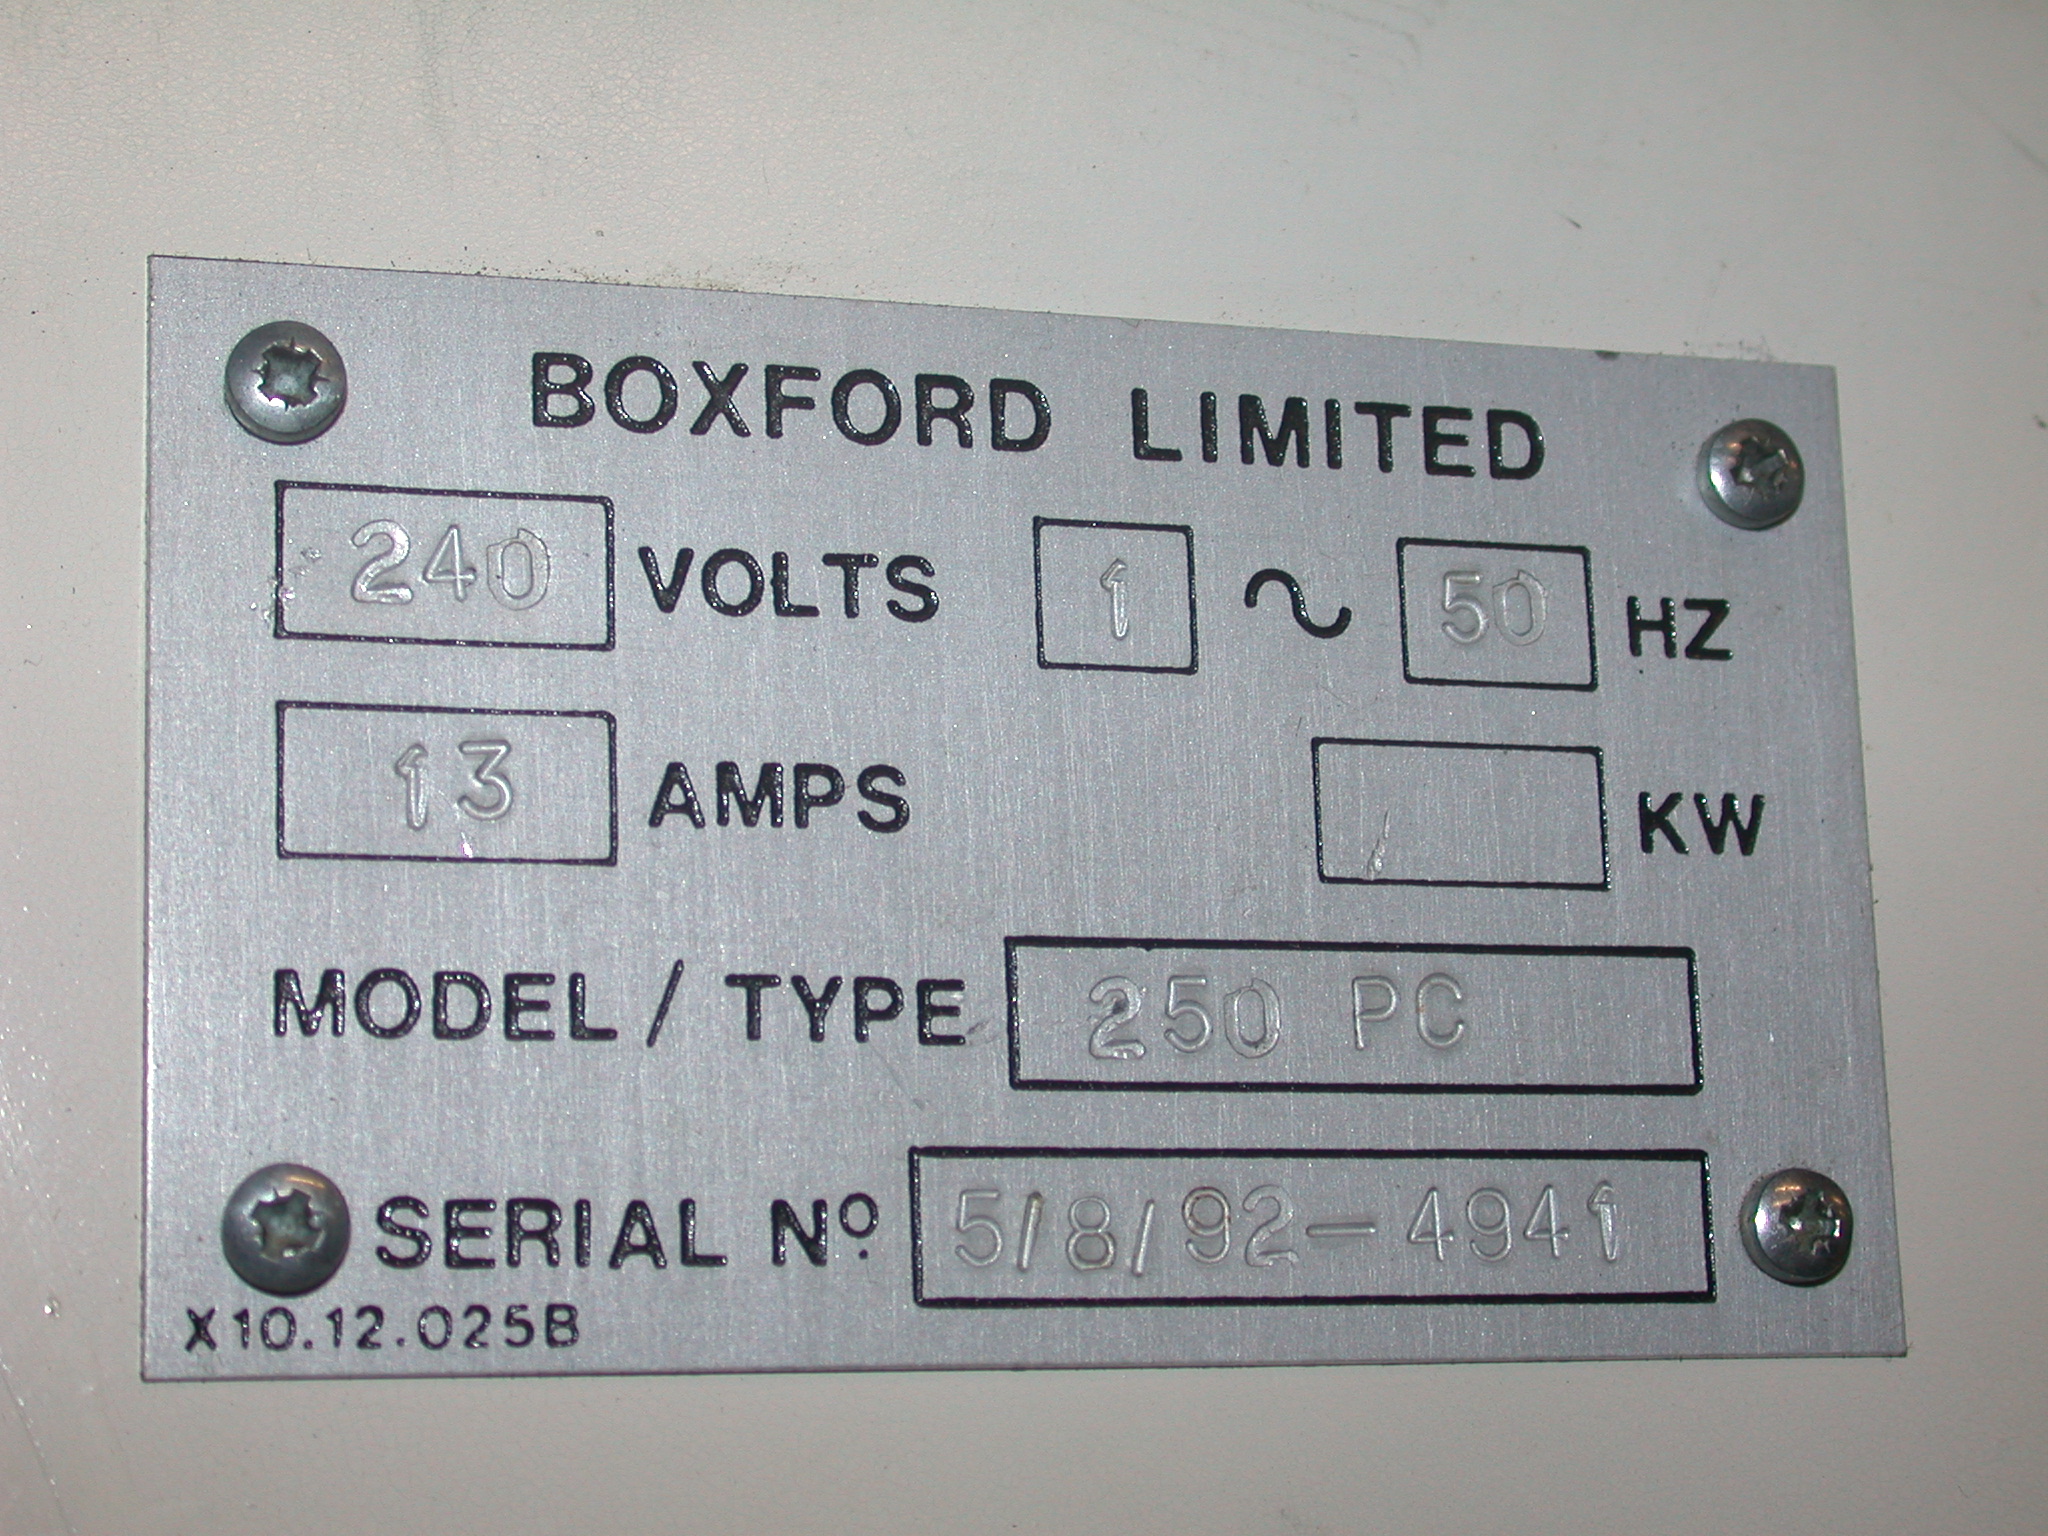 BOXFORD LIMITED
240 VOLTS 1 ~ 50 HZ
13 AMPS KW
MODEL / TYPE 250 PC
SERIAL Nº 5/8/92-4941
X10.12.025B